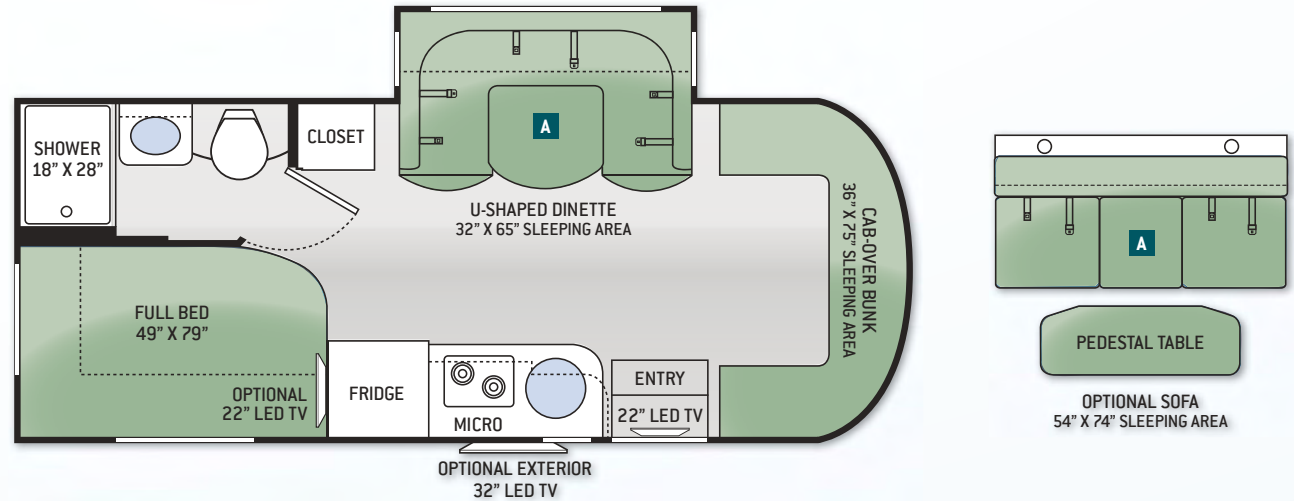 SHOWER
18” X 28”
CLOSET
A
U-SHAPED DINETTE
32” X 65” SLEEPING AREA
CAB-OVER BUNK
36” X 75” SLEEPING AREA
FULL BED
49” X 79”
OPTIONAL
22” LED TV
FRIDGE
MICRO
ENTRY
22” LED TV
OPTIONAL EXTERIOR
32” LED TV
A
PEDESTAL TABLE
OPTIONAL SOFA
54” X 74” SLEEPING AREA